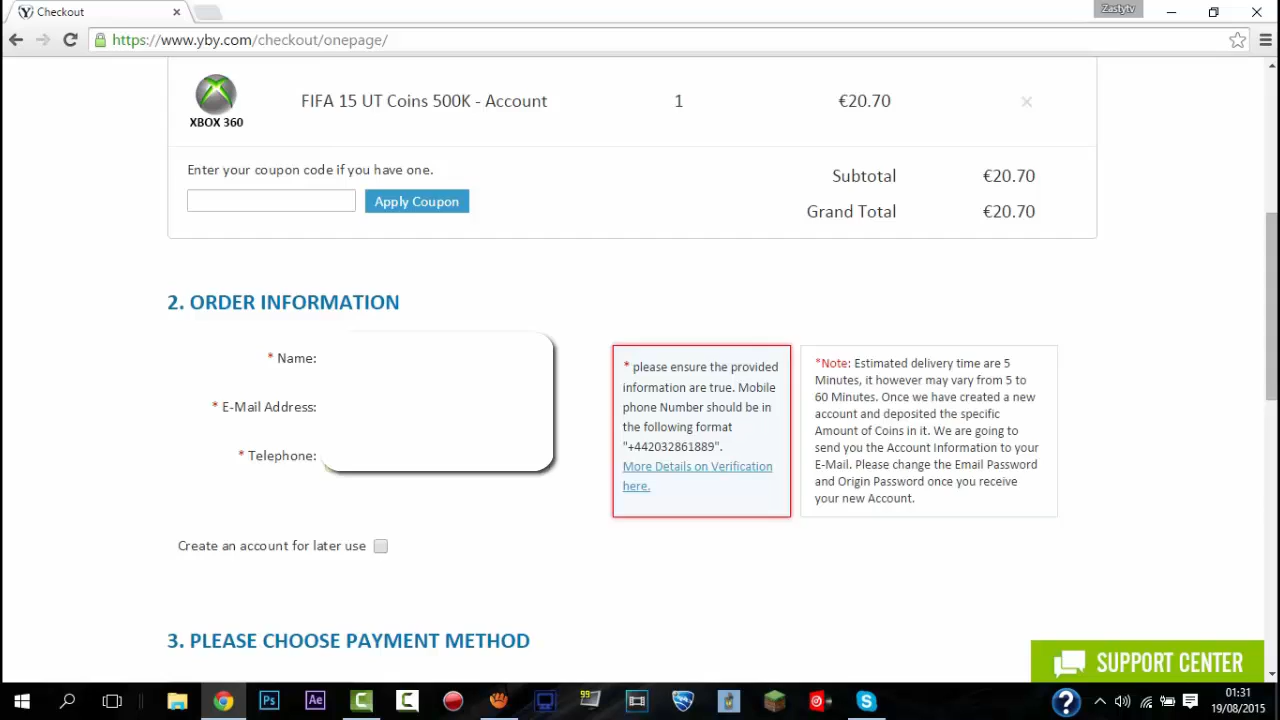 Checkout
Zastytv
https://www.yby.com/checkout/onepage/
XBOX 360
FIFA 15 UT Coins 500K - Account 1 €20.70
Enter your coupon code if you have one.
Apply Coupon
Subtotal €20.70
Grand Total €20.70
2. ORDER INFORMATION
* Name:
* E-Mail Address:
* Telephone:
* please ensure the provided
information are true. Mobile
phone Number should be in
the following format
"+442032861889".
More Details on Verification
here.
*Note: Estimated delivery time are 5
Minutes, it however may vary from 5 to
60 Minutes. Once we have created a new
account and deposited the specific
Amount of Coins in it. We are going to
send you the Account Information to your
E-Mail. Please change the Email Password
and Origin Password once you receive
your new Account.
Create an account for later use
3. PLEASE CHOOSE PAYMENT METHOD
SUPPORT CENTER
Ps
Ae
99
01:31
19/08/2015